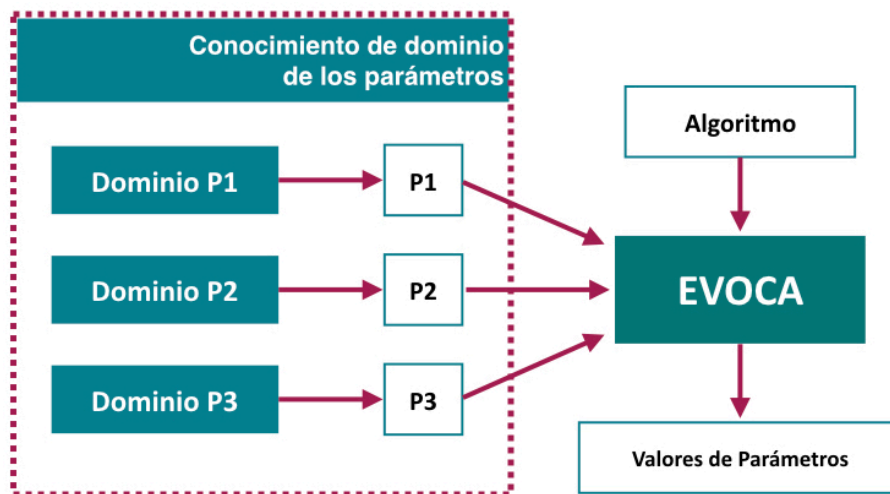 Conocimiento de dominio
de los parámetros
Algoritmo
Dominio P1
P1
Dominio P2
P2
EVOCA
Dominio P3
P3
Valores de Parámetros